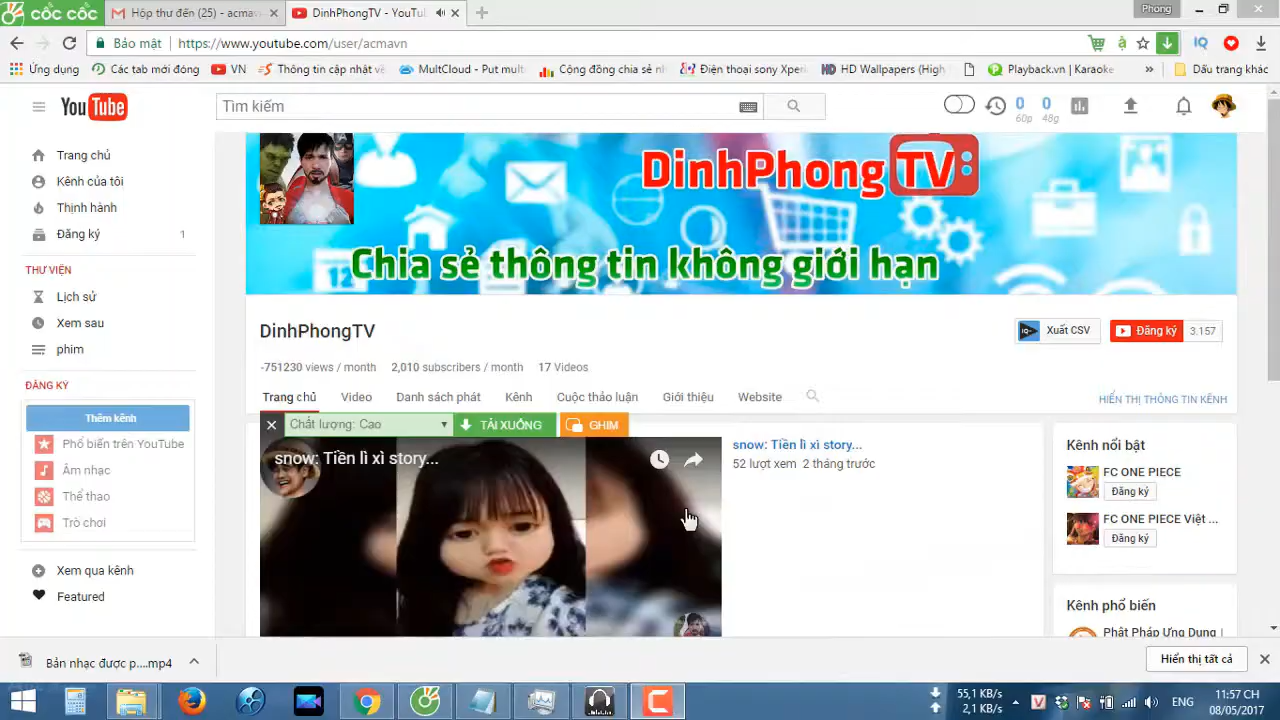 cốc cốc
Hộp thư đến (25) - acmav
DinhPhongTV - YouTu
Phong
Bảo mật
https://www.youtube.com/user/acmavn
Ứng dụng
Các tab mới đóng
VN
Thông tin cập nhật về
MultCloud - Put mult
Cộng đồng chia sẻ nh
Điện thoại sony Xperi
HD Wallpapers (High
Playback.vn | Karaoke
»
Dấu trang khác
YouTube
Tìm kiếm
0
60p
0
48g
Trang chủ
Kênh của tôi
Thịnh hành
Đăng ký
1
THƯ VIỆN
Lịch sử
Xem sau
phim
ĐĂNG KÝ
Thêm kênh
Phổ biến trên YouTube
Âm nhạc
Thể thao
Trò chơi
Xem qua kênh
Featured
DinhPhong TV
Chia sẻ thông tin không giới hạn
DinhPhongTV
Xuất CSV
Đăng ký
3.157
-751230 views / month
2,010 subscribers / month
17 Videos
Trang chủ
Video
Danh sách phát
Kênh
Cuộc thảo luận
Giới thiệu
Website
HIỂN THỊ THÔNG TIN KÊNH
Chất lượng: Cao
TẢI XUỐNG
GHIM
snow: Tiền lì xì story...
snow: Tiền lì xì story...
52 lượt xem 2 tháng trước
Kênh nổi bật
FC ONE PIECE
Đăng ký
FC ONE PIECE Việt ...
Đăng ký
Kênh phổ biến
Phật Pháp Ứng Dụng |
Bản nhạc được p....mp4
Hiển thị tất cả
55,1 KB/s
2,1 KB/s
ENG
11:57 CH
08/05/2017